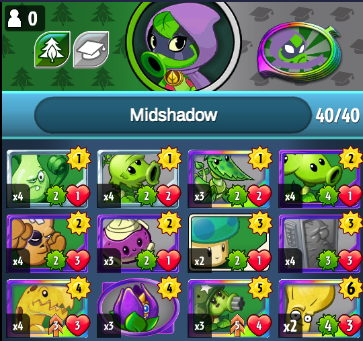 0
Midshadow 40/40
1 1 1 2
x4 2 1 x4 2 2 x3 2 2 x4 4 1
2 2 3 3
x4 2 3 x3 2 1 x2 2 1 x4 3 3
4 4 5 6
x4 3 x3 x3 4 x2 4 3